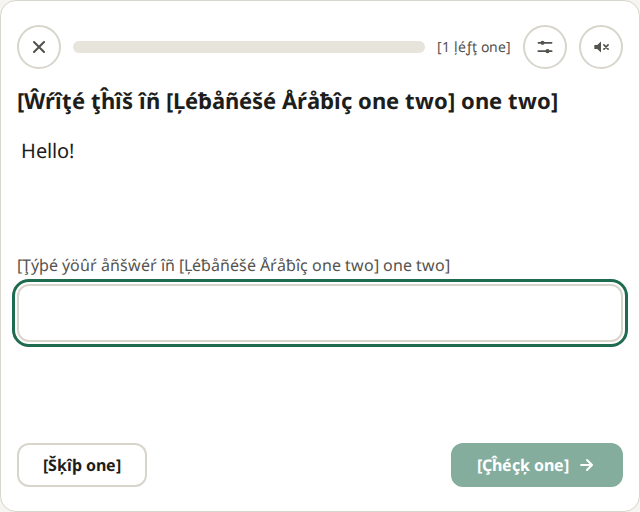 [1 ļéƒţ one]
[Ŵŕîţé ţĥîš îñ [Ļéƀåñéšé Åŕåƀîç one two] one two]
Hello!
[Ţýþé ýöûŕ åñšŵéŕ îñ [Ļéƀåñéšé Åŕåƀîç one two] one two]
[Šķîþ one]
[Çĥéçķ one]